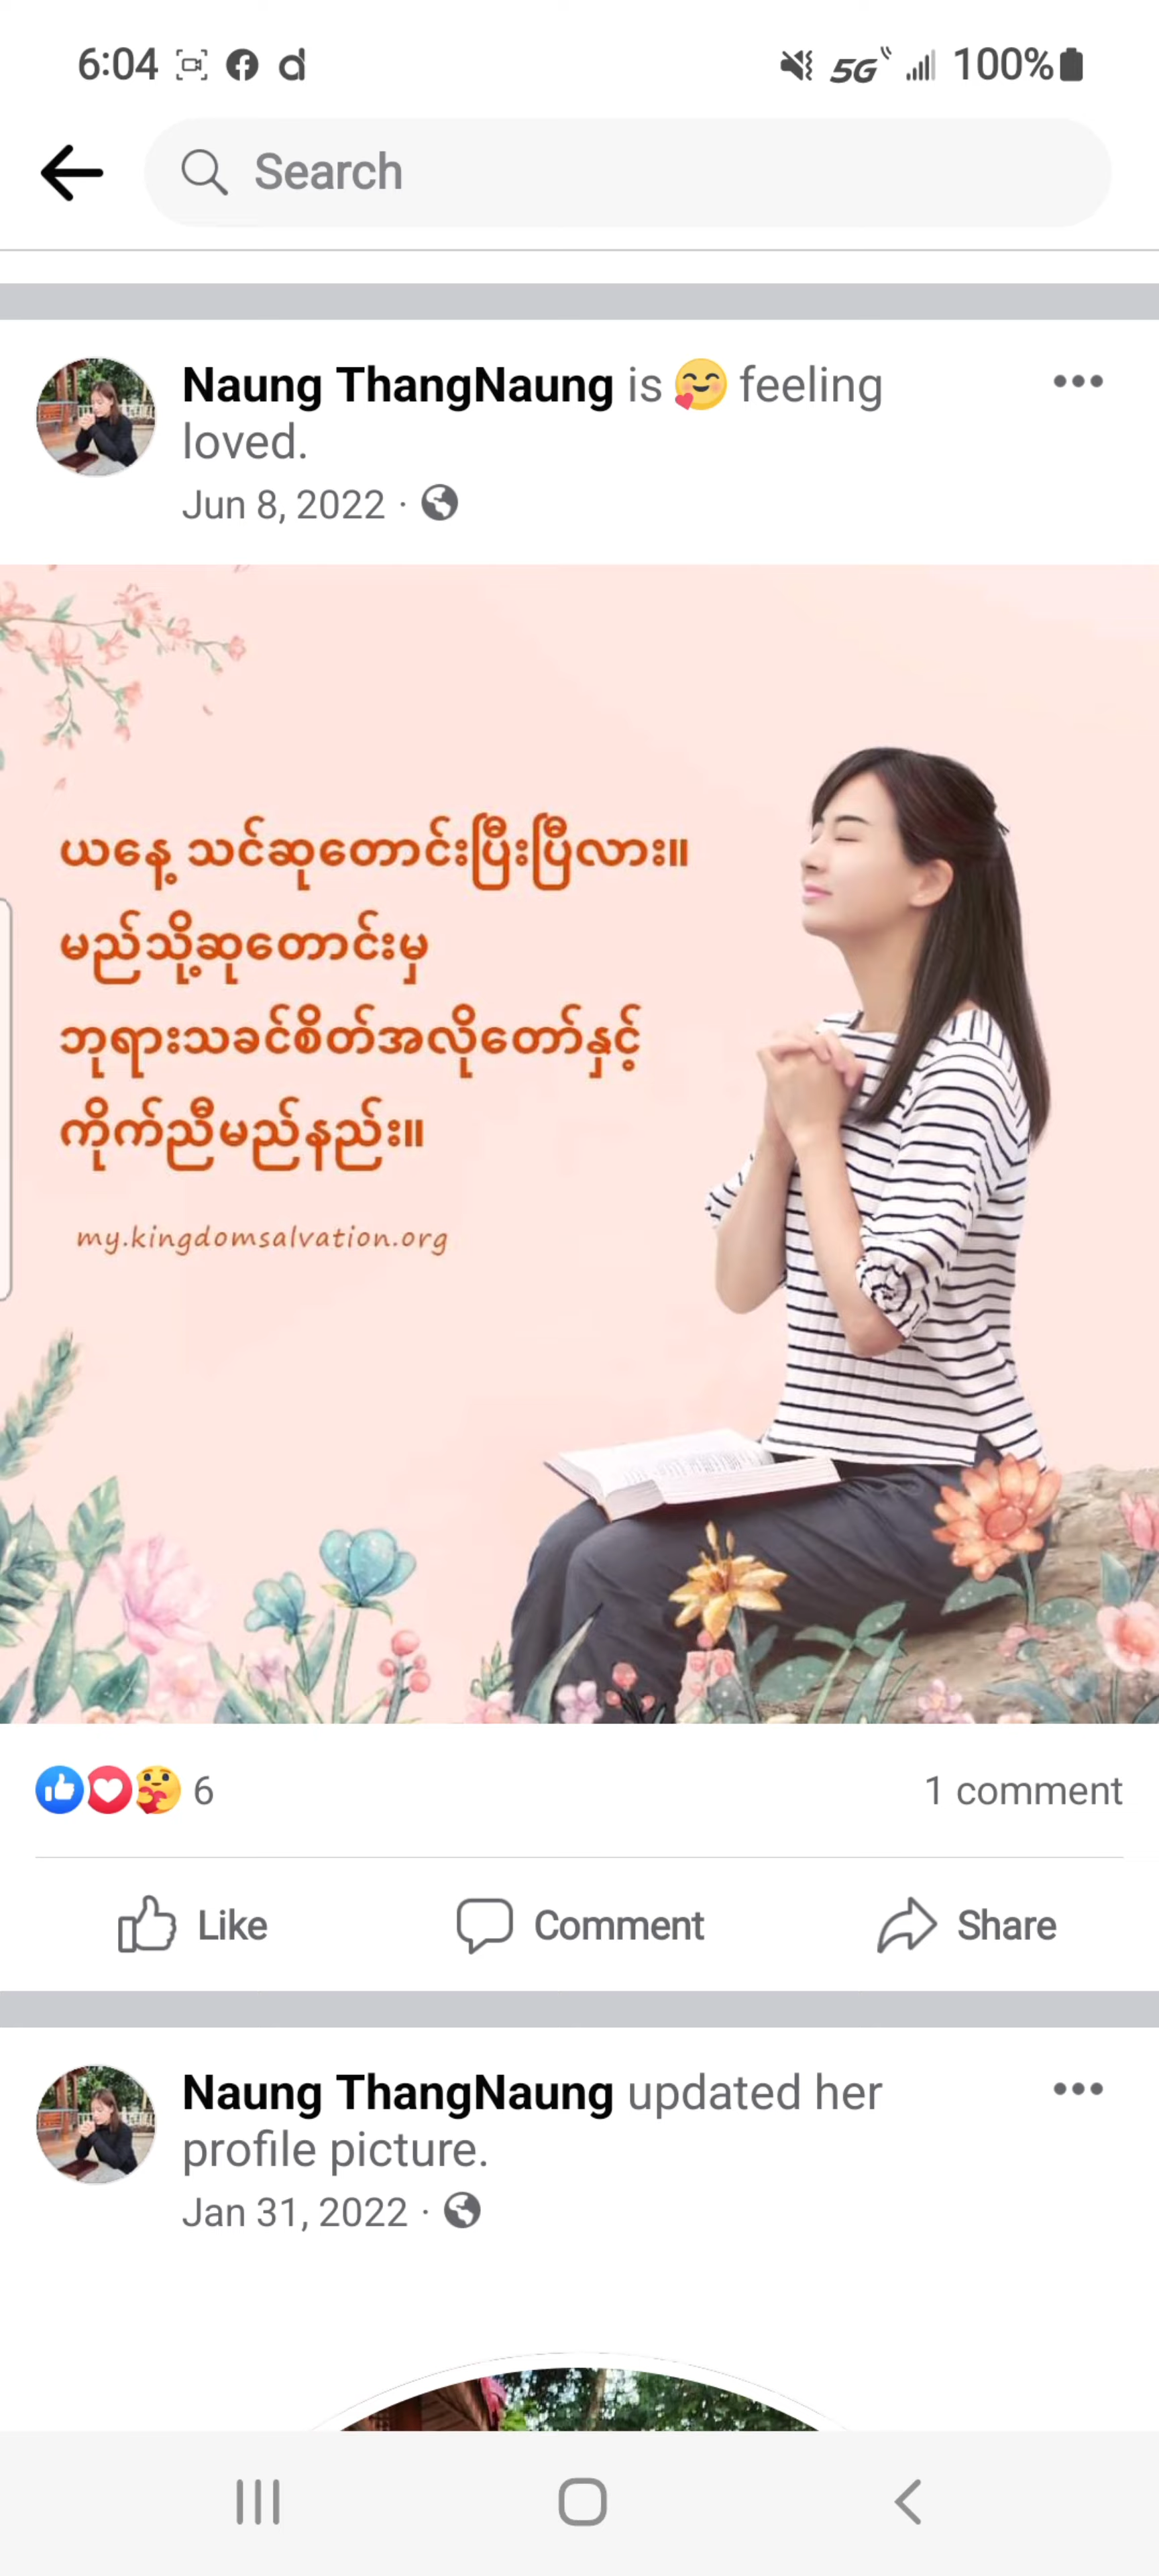 6:04
5G 100%
Search
Naung ThangNaung is feeling
loved.
Jun 8, 2022 ·
ယနေ့ သင်ဆုတောင်းပြီးပြီလား။
မည်သို့ဆုတောင်းမှ
ဘုရားသခင်စိတ်အလိုတော်နှင့်
ကိုက်ညီမည်နည်း။
my.kingdomsalvation.org
6 1 comment
Like Comment Share
Naung ThangNaung updated her
profile picture.
Jan 31, 2022 ·